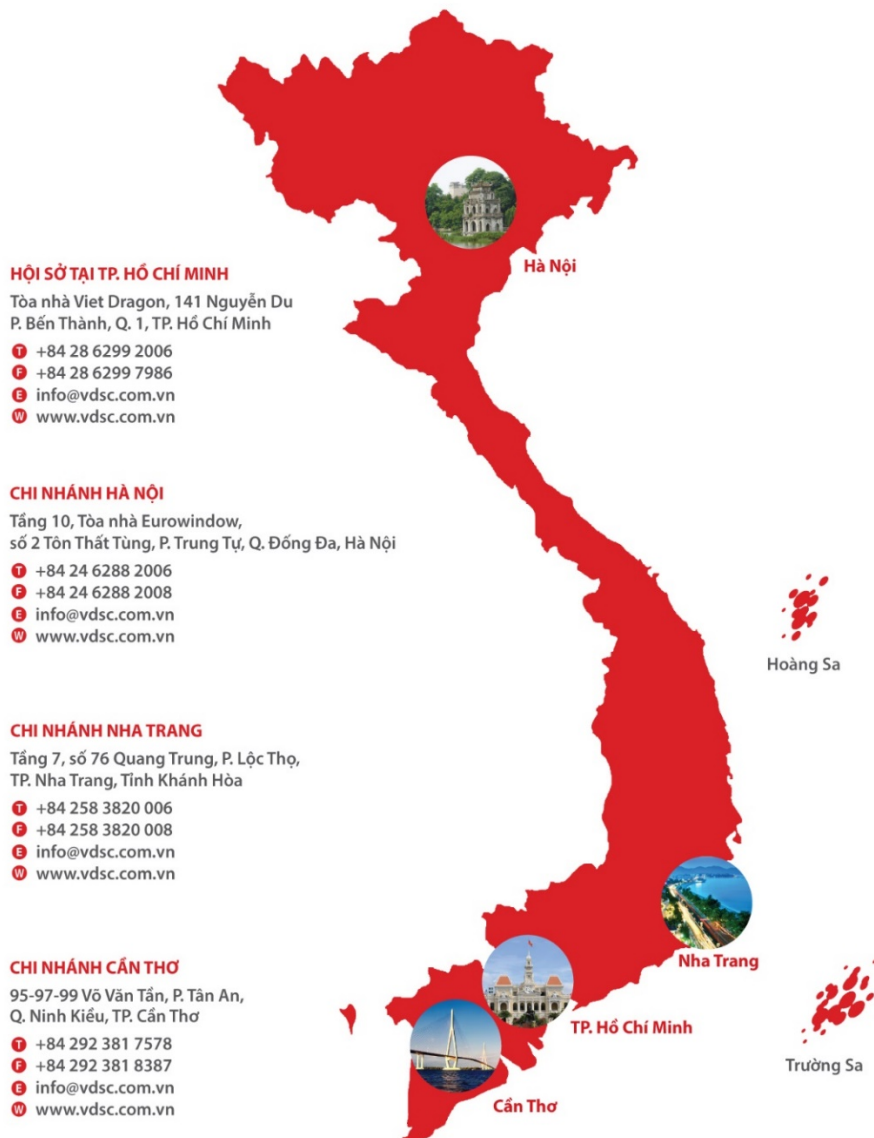 HỘI SỞ TẠI TP. HỒ CHÍ MINH
Tòa nhà Viet Dragon, 141 Nguyễn Du
P. Bến Thành, Q. 1, TP. Hồ Chí Minh
T +84 28 6299 2006
F +84 28 6299 7986
E info@vdsc.com.vn
W www.vdsc.com.vn
CHI NHÁNH HÀ NỘI
Tầng 10, Tòa nhà Eurowindow,
số 2 Tôn Thất Tùng, P. Trung Tự, Q. Đống Đa, Hà Nội
T +84 24 6288 2006
F +84 24 6288 2008
E info@vdsc.com.vn
W www.vdsc.com.vn
CHI NHÁNH NHA TRANG
Tầng 7, số 76 Quang Trung, P. Lộc Thọ,
TP. Nha Trang, Tỉnh Khánh Hòa
T +84 258 3820 006
F +84 258 3820 008
E info@vdsc.com.vn
W www.vdsc.com.vn
CHI NHÁNH CẦN THƠ
95-97-99 Võ Văn Tần, P. Tân An,
Q. Ninh Kiều, TP. Cần Thơ
T +84 292 381 7578
F +84 292 381 8387
E info@vdsc.com.vn
W www.vdsc.com.vn
Hà Nội
Hoàng Sa
Nha Trang
TP. Hồ Chí Minh
Trường Sa
Cần Thơ